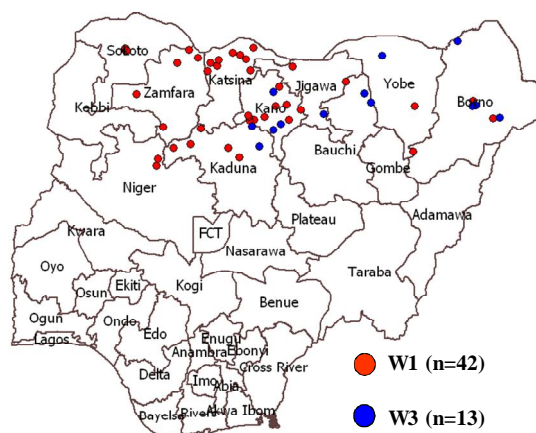 Sokoto
Katsina
Jigawa
Yobe
Borno
Kebbi
Zamfara
Kano
Bauchi
Gombe
Kaduna
Niger
Adamawa
Plateau
Kwara
FCT
Nasarawa
Taraba
Oyo
Osun
Ekiti
Kogi
Benue
Ogun
Ondo
Edo
Lagos
Enugu
Anambra
Ebonyi
Cross River
Delta
Imo
Abia
Bayelsa
Rivers
Akwa Ibom
W1 (n=42)
W3 (n=13)